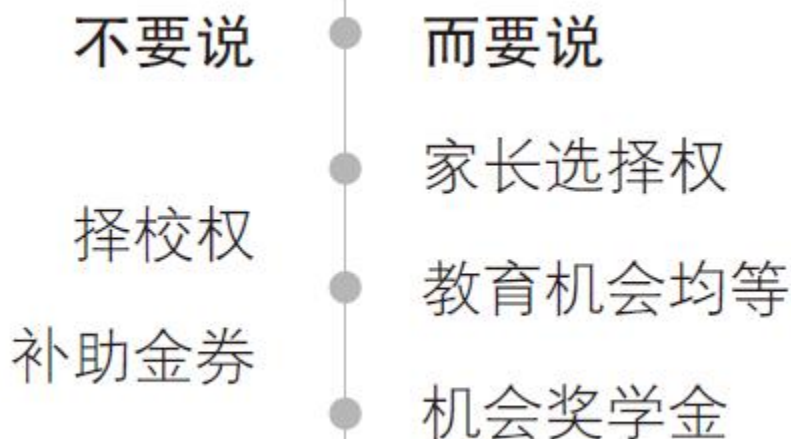 不要说
而要说
家长选择权
择校权
教育机会均等
补助金券
机会奖学金